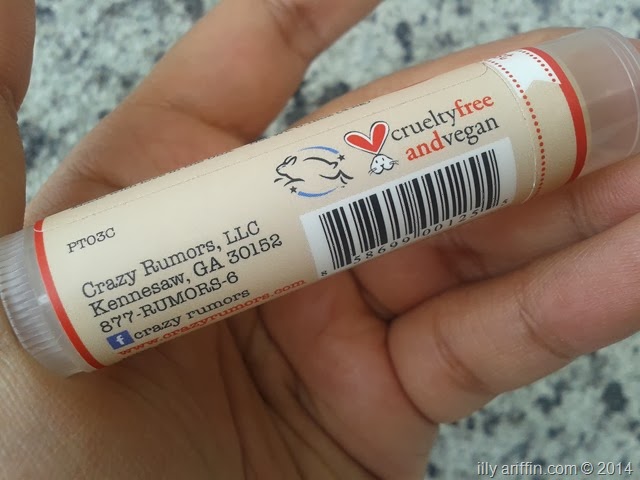 crueltyfree
andvegan
PT03C
Crazy Rumors, LLC
Kennesaw, GA 30152
877-RUMORS-6
f crazy rumors
www.crazyrumors.com
illy ariffin.com © 2014